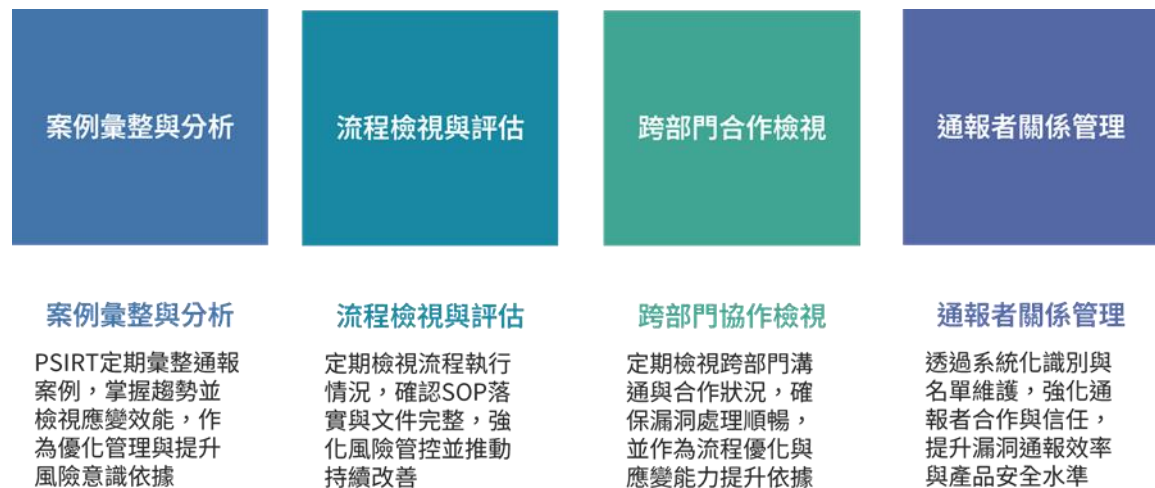 案例彙整與分析
流程檢視與評估
跨部門合作檢視
通報者關係管理
案例彙整與分析
PSIRT定期彙整通報
案例，掌握趨勢並
檢視應變效能，作
為優化管理與提升
風險意識依據
流程檢視與評估
定期檢視流程執行
情況，確認SOP落
實與文件完整，強
化風險管控並推動
持續改善
跨部門協作檢視
定期檢視跨部門溝
通與合作狀況，確
保漏洞處理順暢，
並作為流程優化與
應變能力提升依據
通報者關係管理
透過系統化識別與
名單維護，強化通
報者合作與信任，
提升漏洞通報效率
與產品安全水準